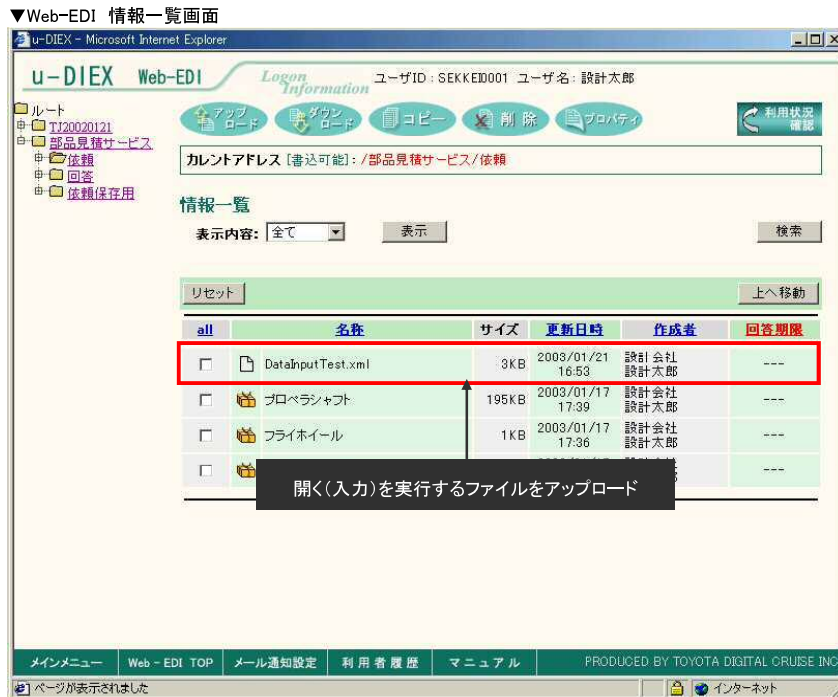 ▼Web-EDI 情報一覧画面
u-DIEX - Microsoft Internet Explorer
u-DIEX Web-EDI Logon Information ユーザID:SEKKEI0001 ユーザ名:設計太郎
ルート
TJ20020121
部品見積サービス
依頼
回答
依頼保存用
アップロード ダウンロード コピー 削除 プロパティ 利用状況確認
カレントアドレス [書込可能]:/部品見積サービス/依頼
情報一覧
表示内容: 全て 表示 検索
リセット 上へ移動
all 名称 サイズ 更新日時 作成者 回答期限
DataInputTest.xml 3KB 2003/01/21 16:53 設計会社 設計太郎 ---
プロペラシャフト 195KB 2003/01/17 17:39 設計会社 設計太郎 ---
フライホイール 1KB 2003/01/17 17:36 設計会社 設計太郎 ---
---
開く(入力)を実行するファイルをアップロード
メインメニュー Web-EDI TOP メール通知設定 利用者履歴 マニュアル PRODUCED BY TOYOTA DIGITAL CRUISE INC
ページが表示されました インターネット